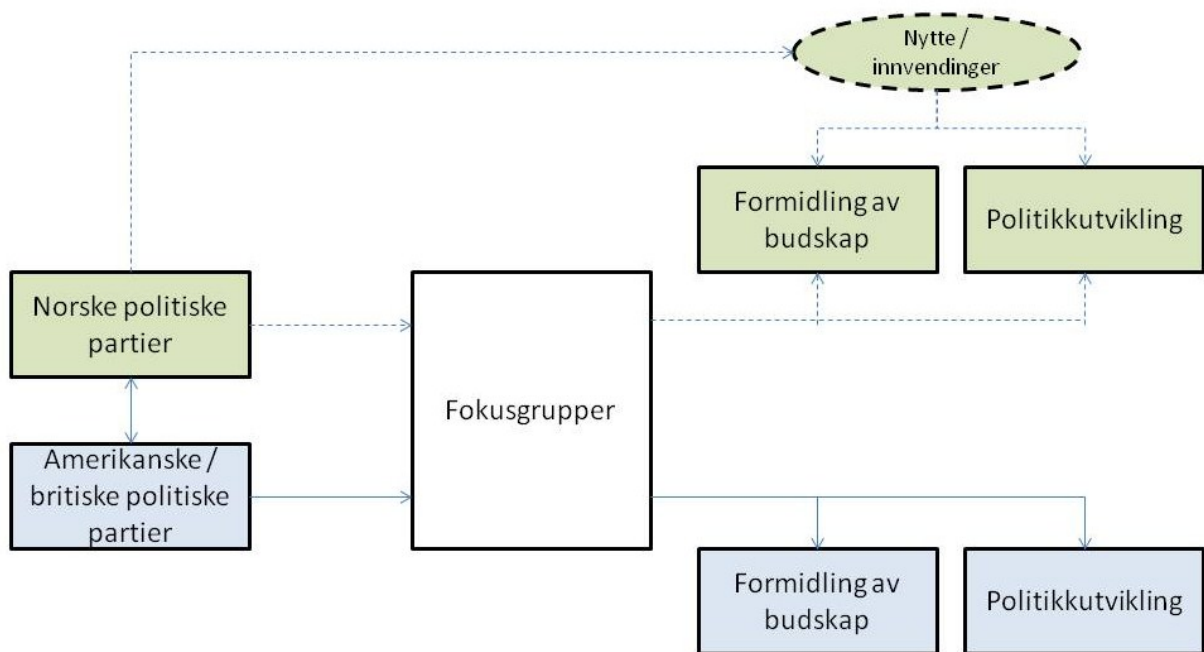 Nytte /
innvendinger
Formidling av
budskap
Politikkutvikling
Norske politiske
partier
Fokusgrupper
Amerikanske /
britiske politiske
partier
Formidling av
budskap
Politikkutvikling